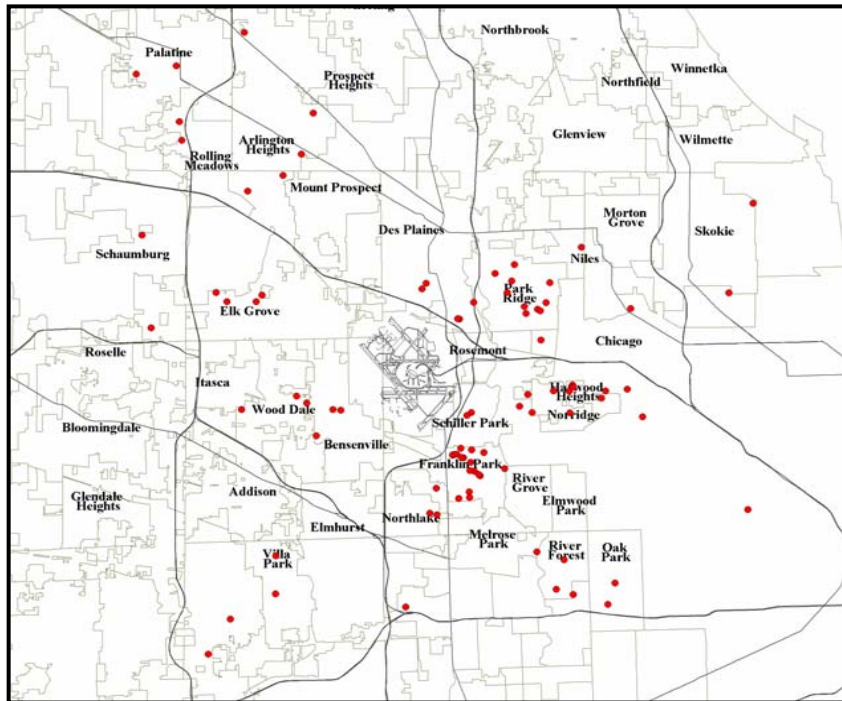 Northbrook
Palatine
Prospect
Heights
Winnetka
Northfield
Arlington
Heights
Glenview
Wilmette
Rolling
Meadows
Mount Prospect
Morton
Grove
Des Plaines
Skokie
Schaumburg
Niles
Park
Ridge
Elk Grove
Chicago
Rosemont
Roselle
Itasca
Harwood
Heights
Wood Dale
Norridge
Schiller Park
Bloomingdale
Bensenville
Franklin Park
River
Grove
Addison
Glendale
Heights
Elmwood
Park
Northlake
Elmhurst
Melrose
Park
River
Forest
Oak
Park
Villa
Park